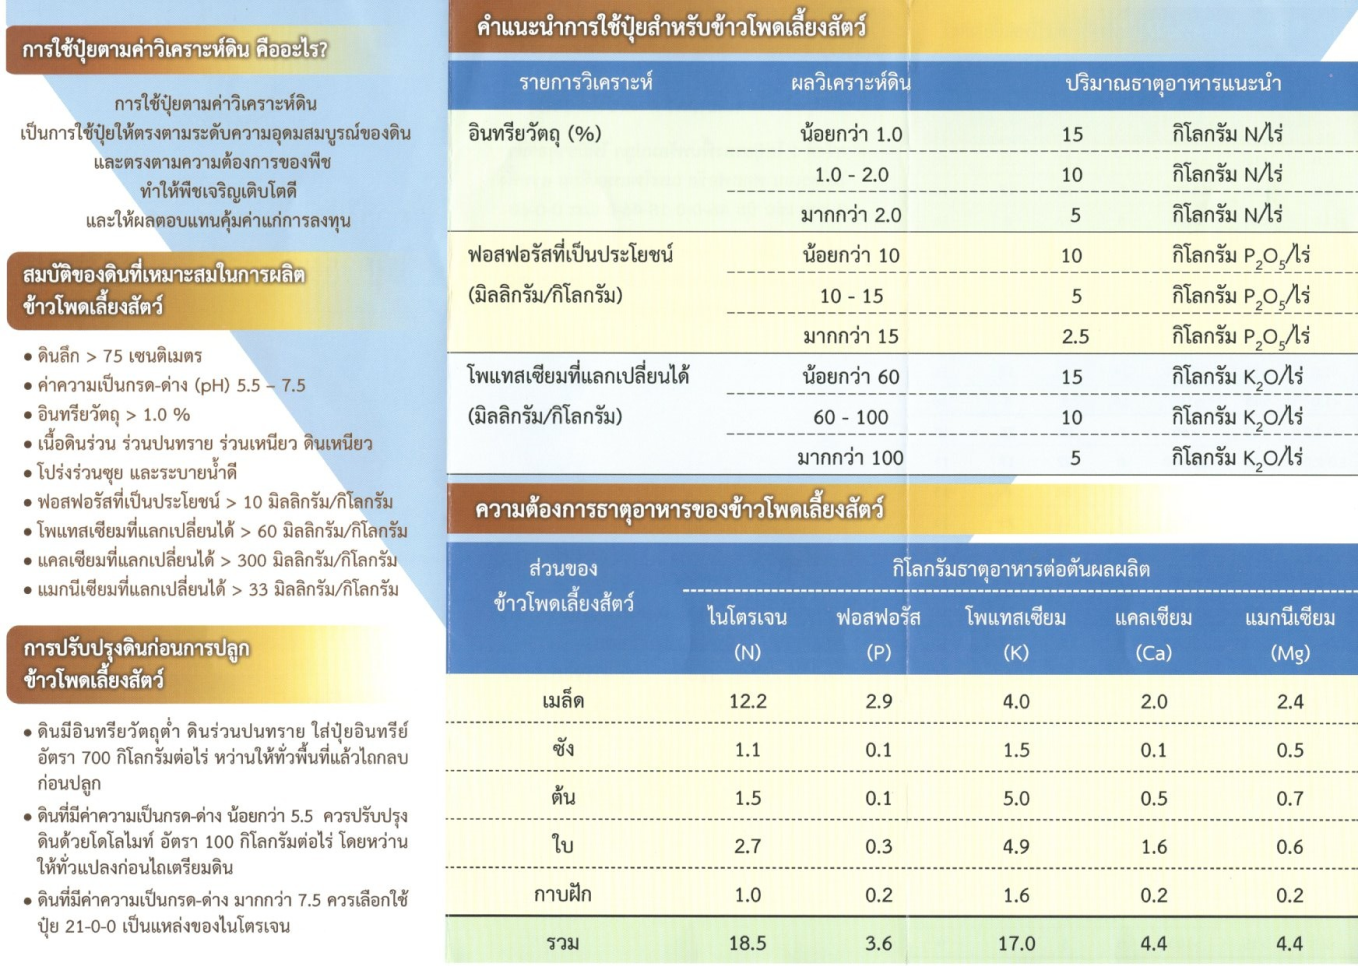 การใช้ปุ๋ยตามค่าวิเคราะห์ดิน คืออะไร?
การใช้ปุ๋ยตามค่าวิเคราะห์ดิน
เป็นการใช้ปุ๋ยให้ตรงตามระดับความอุดมสมบูรณ์ของดิน
และตรงตามความต้องการของพืช
ทำให้พืชเจริญเติบโตดี
และให้ผลตอบแทนคุ้มค่าแก่การลงทุน
สมบัติของดินที่เหมาะสมในการผลิต
ข้าวโพดเลี้ยงสัตว์
• ดินลึก > 75 เซนติเมตร
• ค่าความเป็นกรด-ด่าง (pH) 5.5 – 7.5
• อินทรียวัตถุ > 1.0 %
• เนื้อดินร่วน ร่วนปนทราย ร่วนเหนียว ดินเหนียว
• โปร่งร่วนซุย และระบายน้ำดี
• ฟอสฟอรัสที่เป็นประโยชน์ > 10 มิลลิกรัม/กิโลกรัม
• โพแทสเซียมที่แลกเปลี่ยนได้ > 60 มิลลิกรัม/กิโลกรัม
• แคลเซียมที่แลกเปลี่ยนได้ > 300 มิลลิกรัม/กิโลกรัม
• แมกนีเซียมที่แลกเปลี่ยนได้ > 33 มิลลิกรัม/กิโลกรัม
การปรับปรุงดินก่อนการปลูก
ข้าวโพดเลี้ยงสัตว์
• ดินมีอินทรียวัตถุต่ำ ดินร่วนปนทราย ใส่ปุ๋ยอินทรีย์
อัตรา 700 กิโลกรัมต่อไร่ หว่านให้ทั่วพื้นที่แล้วไถกลบ
ก่อนปลูก
• ดินที่มีค่าความเป็นกรด-ด่าง น้อยกว่า 5.5 ควรปรับปรุง
ดินด้วยโดโลไมท์ อัตรา 100 กิโลกรัมต่อไร่ โดยหว่าน
ให้ทั่วแปลงก่อนไถเตรียมดิน
• ดินที่มีค่าความเป็นกรด-ด่าง มากกว่า 7.5 ควรเลือกใช้
ปุ๋ย 21-0-0 เป็นแหล่งของไนโตรเจน
คำแนะนำการใช้ปุ๋ยสำหรับข้าวโพดเลี้ยงสัตว์
รายการวิเคราะห์ ผลวิเคราะห์ดิน ปริมาณธาตุอาหารแนะนำ
อินทรียวัตถุ (%) น้อยกว่า 1.0 15 กิโลกรัม N/ไร่
1.0 - 2.0 10 กิโลกรัม N/ไร่
มากกว่า 2.0 5 กิโลกรัม N/ไร่
ฟอสฟอรัสที่เป็นประโยชน์ น้อยกว่า 10 10 กิโลกรัม P₂O₅/ไร่
(มิลลิกรัม/กิโลกรัม) 10 - 15 5 กิโลกรัม P₂O₅/ไร่
มากกว่า 15 2.5 กิโลกรัม P₂O₅/ไร่
โพแทสเซียมที่แลกเปลี่ยนได้ น้อยกว่า 60 15 กิโลกรัม K₂O/ไร่
(มิลลิกรัม/กิโลกรัม) 60 - 100 10 กิโลกรัม K₂O/ไร่
มากกว่า 100 5 กิโลกรัม K₂O/ไร่
ความต้องการธาตุอาหารของข้าวโพดเลี้ยงสัตว์
ส่วนของ กิโลกรัมธาตุอาหารต่อตันผลผลิต
ข้าวโพดเลี้ยงสัตว์ ไนโตรเจน ฟอสฟอรัส โพแทสเซียม แคลเซียม แมกนีเซียม
(N) (P) (K) (Ca) (Mg)
เมล็ด 12.2 2.9 4.0 2.0 2.4
ซัง 1.1 0.1 1.5 0.1 0.5
ต้น 1.5 0.1 5.0 0.5 0.7
ใบ 2.7 0.3 4.9 1.6 0.6
กาบฝัก 1.0 0.2 1.6 0.2 0.2
รวม 18.5 3.6 17.0 4.4 4.4